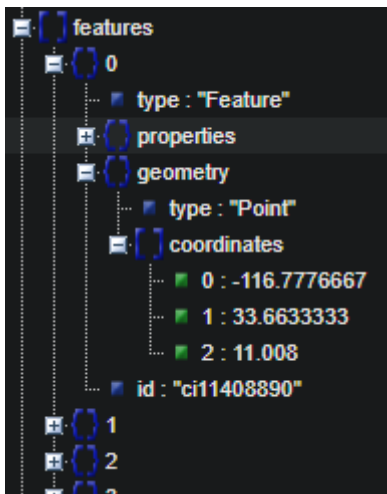 features
0
type : "Feature"
properties
geometry
type : "Point"
coordinates
0 : -116.7776667
1 : 33.6633333
2 : 11.008
id : "ci11408890"
1
2